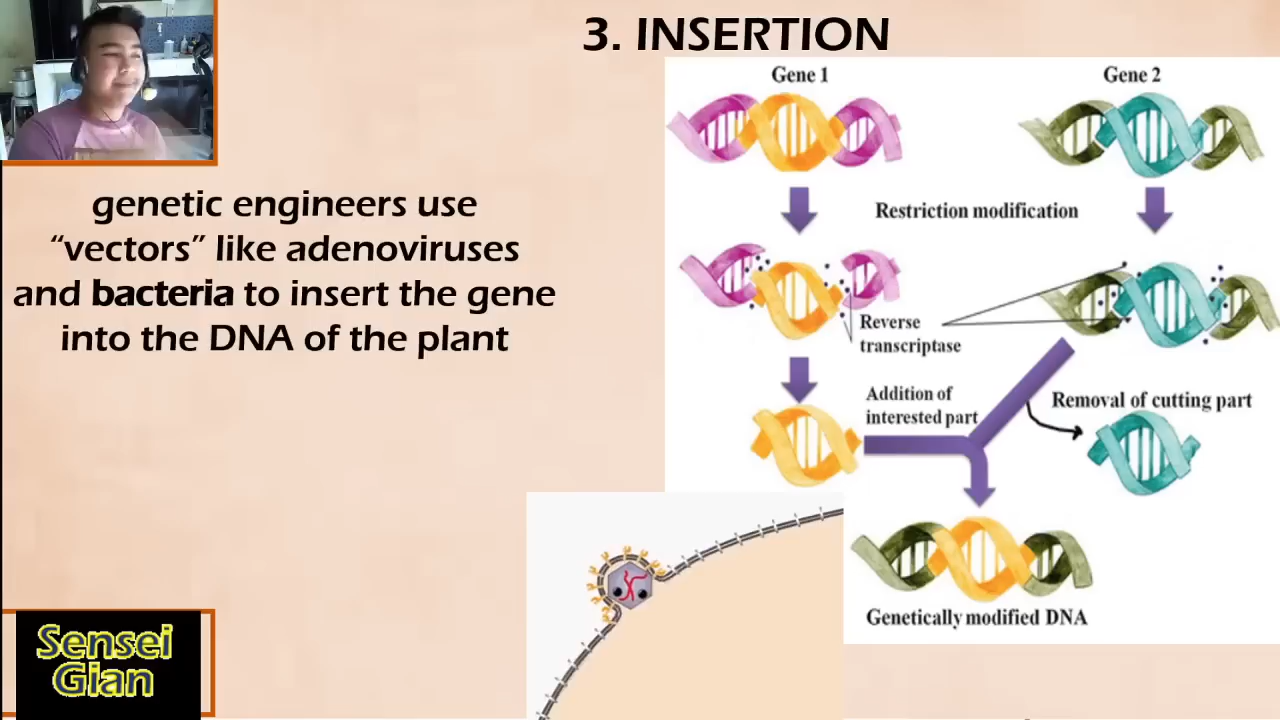 3. INSERTION
genetic engineers use
“vectors” like adenoviruses
and bacteria to insert the gene
into the DNA of the plant
Gene 1
Gene 2
Restriction modification
Reverse
transcriptase
Addition of
interested part
Removal of cutting part
Genetically modified DNA
Sensei
Gian